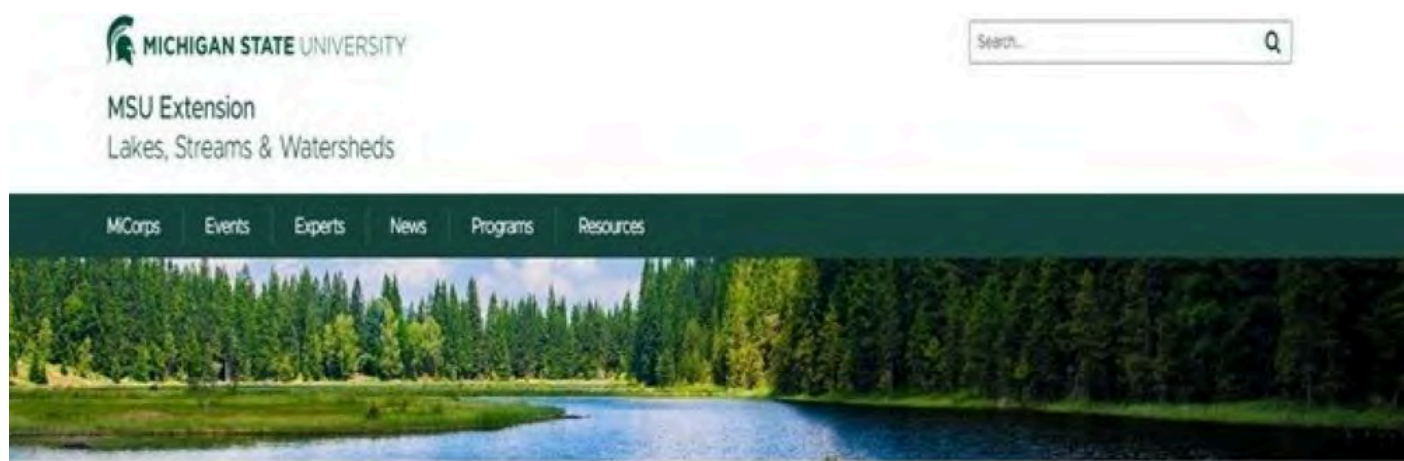 MICHIGAN STATE UNIVERSITY
Search...
MSU Extension
Lakes, Streams & Watersheds
MiCorps Events Experts News Programs Resources